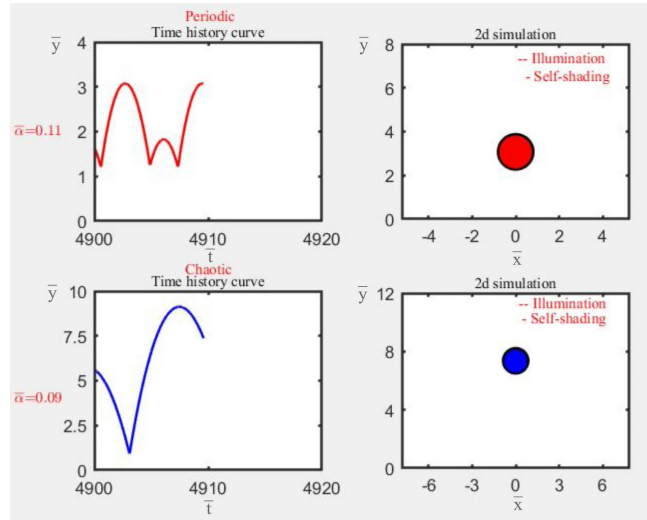 Periodic
Time history curve
ȳ
4
3
2
1
0
4900 4910 4920
t̄
ᾱ=0.11
2d simulation
ȳ
8
6
4
2
0
-4 -2 0 2 4
x̄
-- Illumination
- Self-shading
Chaotic
Time history curve
ȳ
10
7.5
5
2.5
0
4900 4910 4920
t̄
ᾱ=0.09
2d simulation
ȳ
12
8
4
0
-6 -3 0 3 6
x̄
-- Illumination
- Self-shading